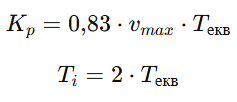 K_p = 0,83 · v_max · T_екв
T_i = 2 · T_екв